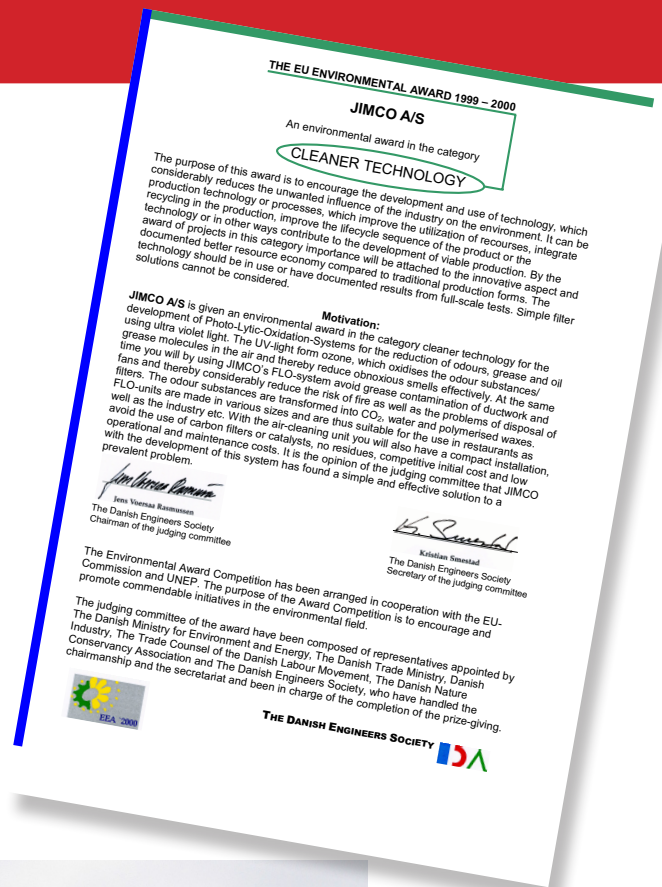 THE EU ENVIRONMENTAL AWARD 1999 – 2000
JIMCO A/S
An environmental award in the category
CLEANER TECHNOLOGY
The purpose of this award is to encourage the development and use of technology, which
considerably reduces the unwanted influence of the industry on the environment. It can be
production technology or processes, which improve the utilization of recourses, integrate
recycling in the production, improve the lifecycle sequence of the product or the
technology or in other ways contribute to the development of viable production. By the
award of projects in this category importance will be attached to the innovative aspect and
documented better resource economy compared to traditional production forms. The
technology should be in use or have documented results from full-scale tests. Simple filter
solutions cannot be considered.
Motivation:
JIMCO A/S is given an environmental award in the category cleaner technology for the
development of Photo-Lytic-Oxidation-Systems for the reduction of odours, grease and oil
using ultra violet light. The UV-light form ozone, which oxidises the odour substances/
grease molecules in the air and thereby reduce obnoxious smells effectively. At the same
time you will by using JIMCO's FLO-system avoid grease contamination of ductwork and
fans and thereby considerably reduce the risk of fire as well as the problems of disposal of
filters. The odour substances are transformed into CO₂, water and polymerised waxes.
FLO-units are made in various sizes and are thus suitable for the use in restaurants as
well as the industry etc. With the air-cleaning unit you will also have a compact installation,
avoid the use of carbon filters or catalysts, no residues, competitive initial cost and low
operational and maintenance costs. It is the opinion of the judging committee that JIMCO
with the development of this system has found a simple and effective solution to a
prevalent problem.
Jens Voersaa Rasmussen
The Danish Engineers Society
Chairman of the judging committee
K. Smestad
Kristian Smestad
The Danish Engineers Society
Secretary of the judging committee
The Environmental Award Competition has been arranged in cooperation with the EU-
Commission and UNEP. The purpose of the Award Competition is to encourage and
promote commendable initiatives in the environmental field.
The judging committee of the award have been composed of representatives appointed by
The Danish Ministry for Environment and Energy, The Danish Trade Ministry, Danish
Industry, The Trade Counsel of the Danish Labour Movement, The Danish Nature
Conservancy Association and The Danish Engineers Society, who have handled the
chairmanship and the secretariat and been in charge of the completion of the prize-giving.
EEA 2000
THE DANISH ENGINEERS SOCIETY